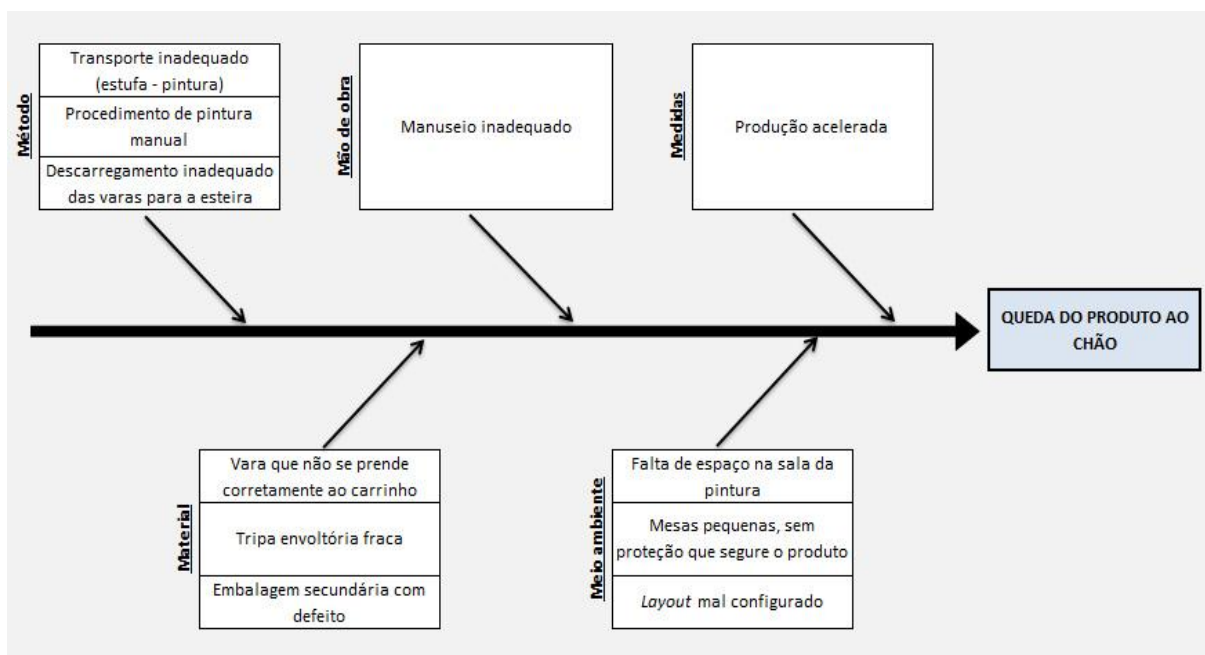 Método
Transporte inadequado
(estufa - pintura)
Procedimento de pintura
manual
Descarregamento inadequado
das varas para a esteira
Mão de obra
Manuseio inadequado
Medidas
Produção acelerada
QUEDA DO PRODUTO AO
CHÃO
Material
Vara que não se prende
corretamente ao carrinho
Tripa envoltória fraca
Embalagem secundária com
defeito
Meio ambiente
Falta de espaço na sala da
pintura
Mesas pequenas, sem
proteção que segure o produto
Layout mal configurado